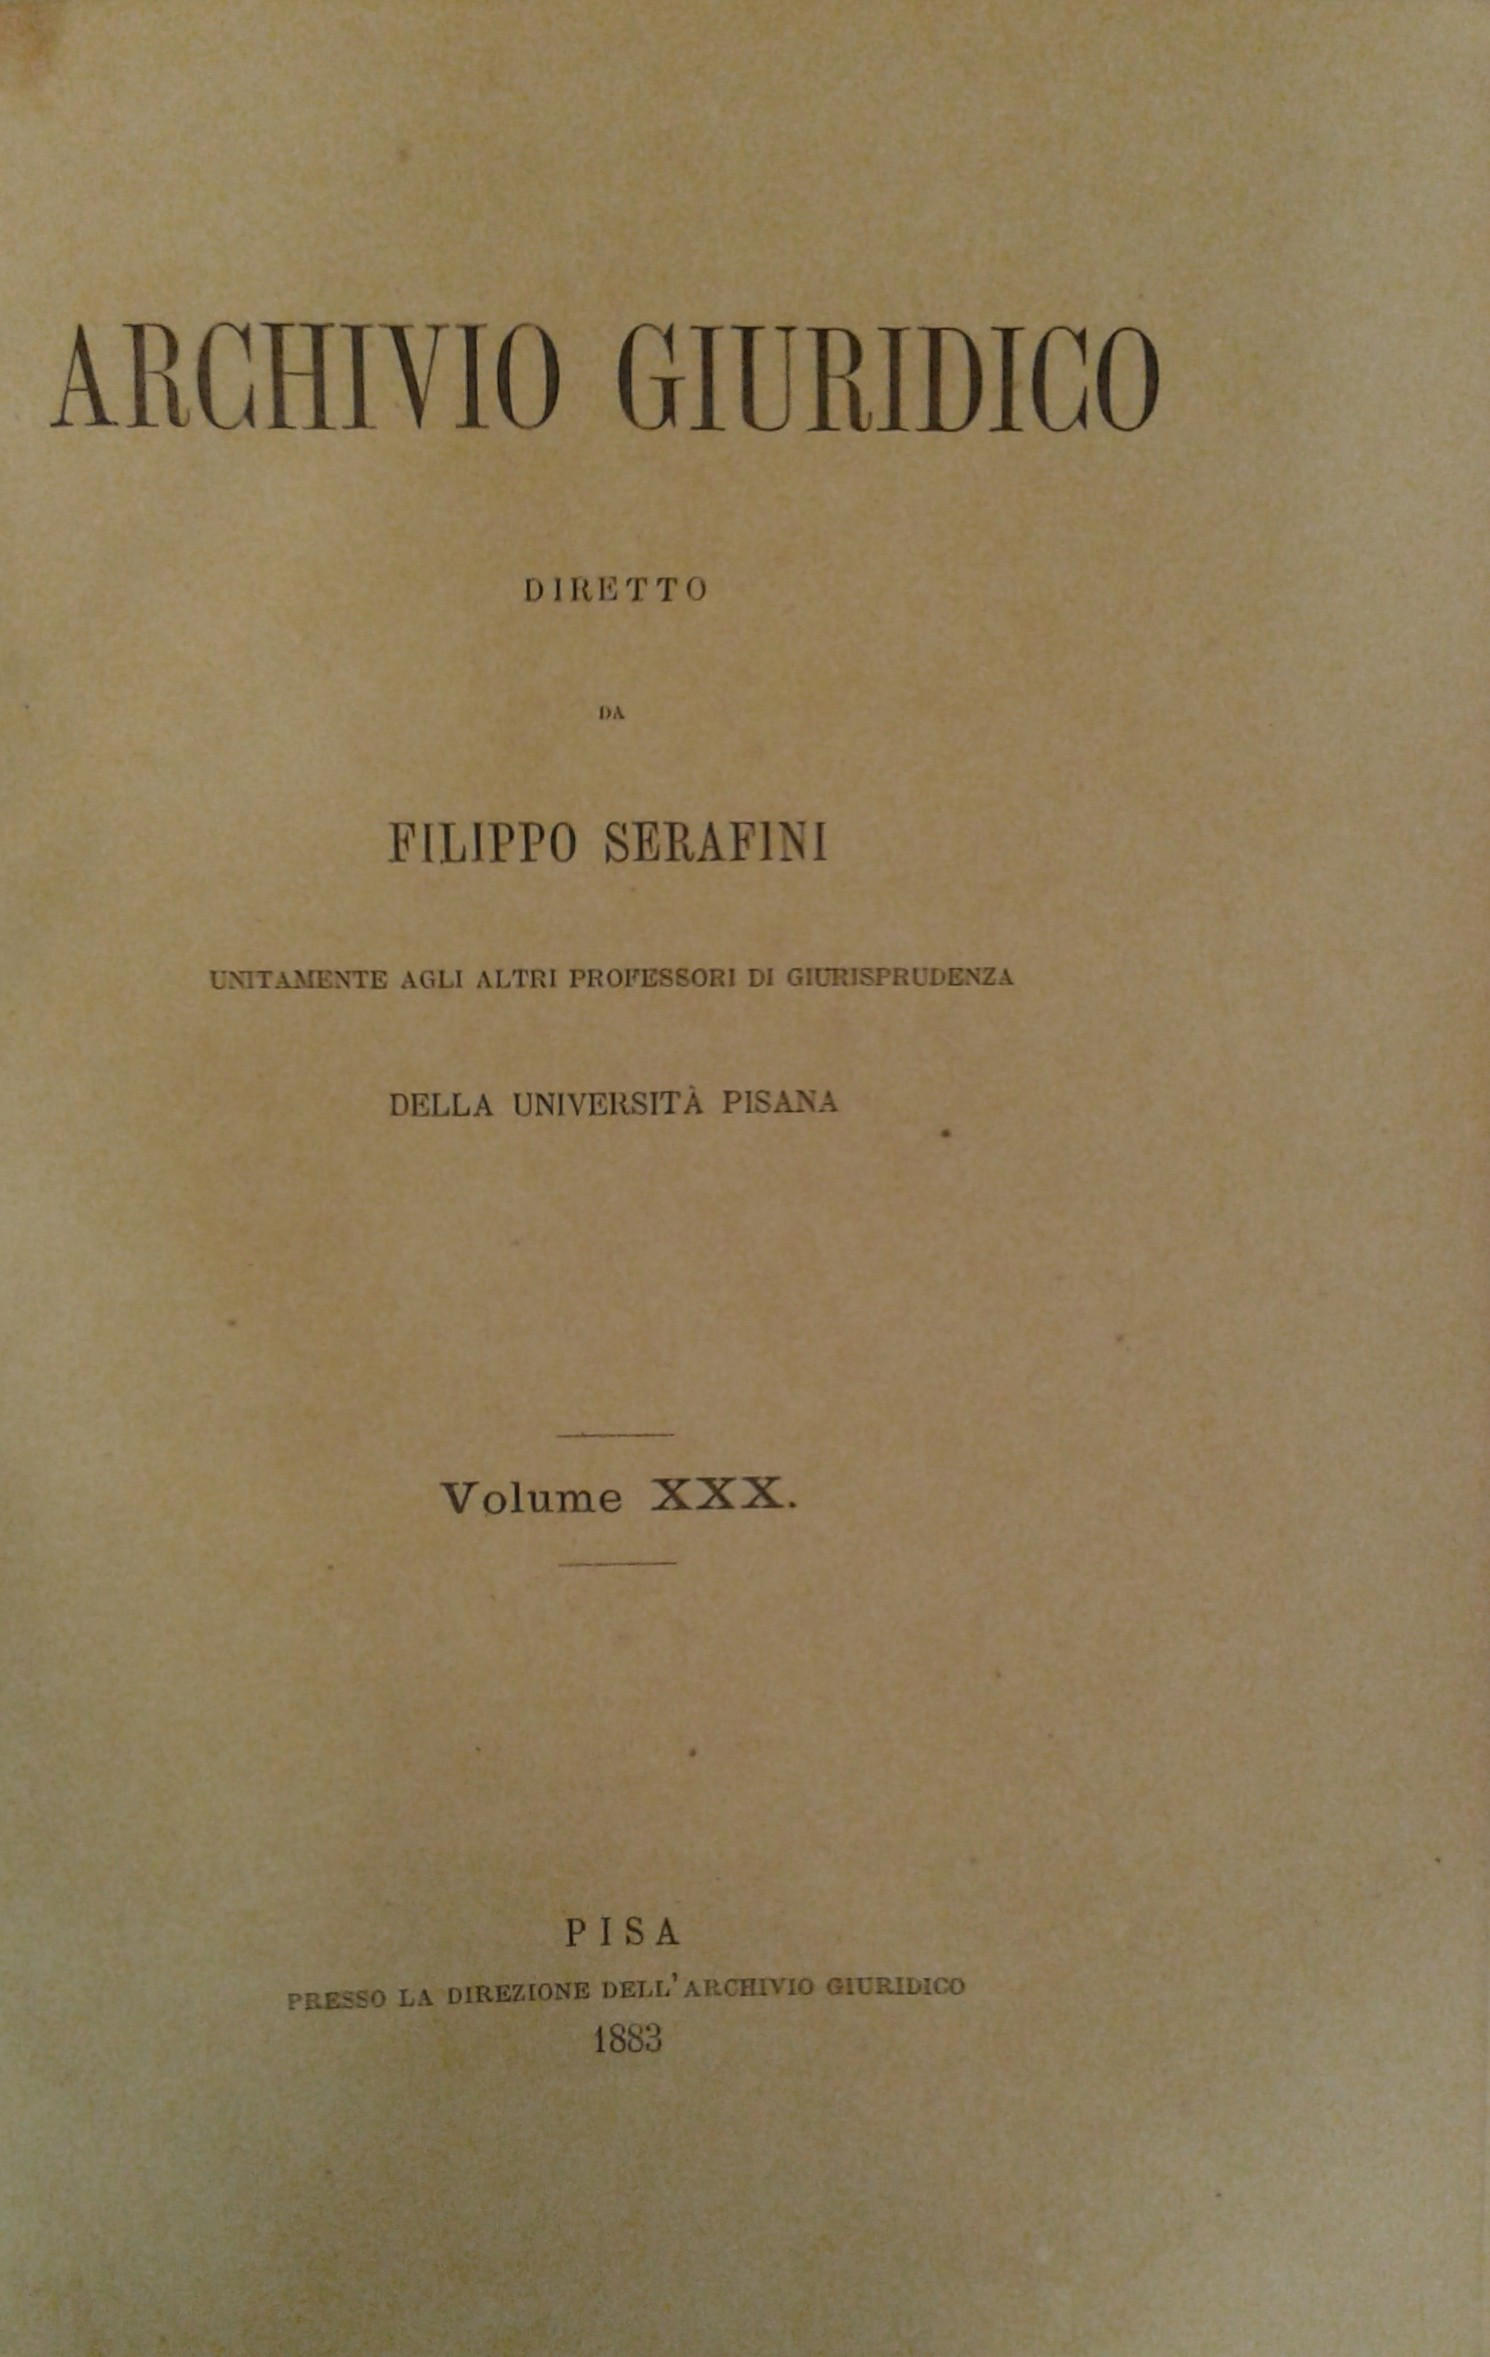 ARCHIVIO GIURIDICO
DIRETTO
DA
FILIPPO SERAFINI
UNITAMENTE AGLI ALTRI PROFESSORI DI GIURISPRUDENZA
DELLA UNIVERSITÀ PISANA
Volume XXX.
PISA
PRESSO LA DIREZIONE DELL'ARCHIVIO GIURIDICO
1883